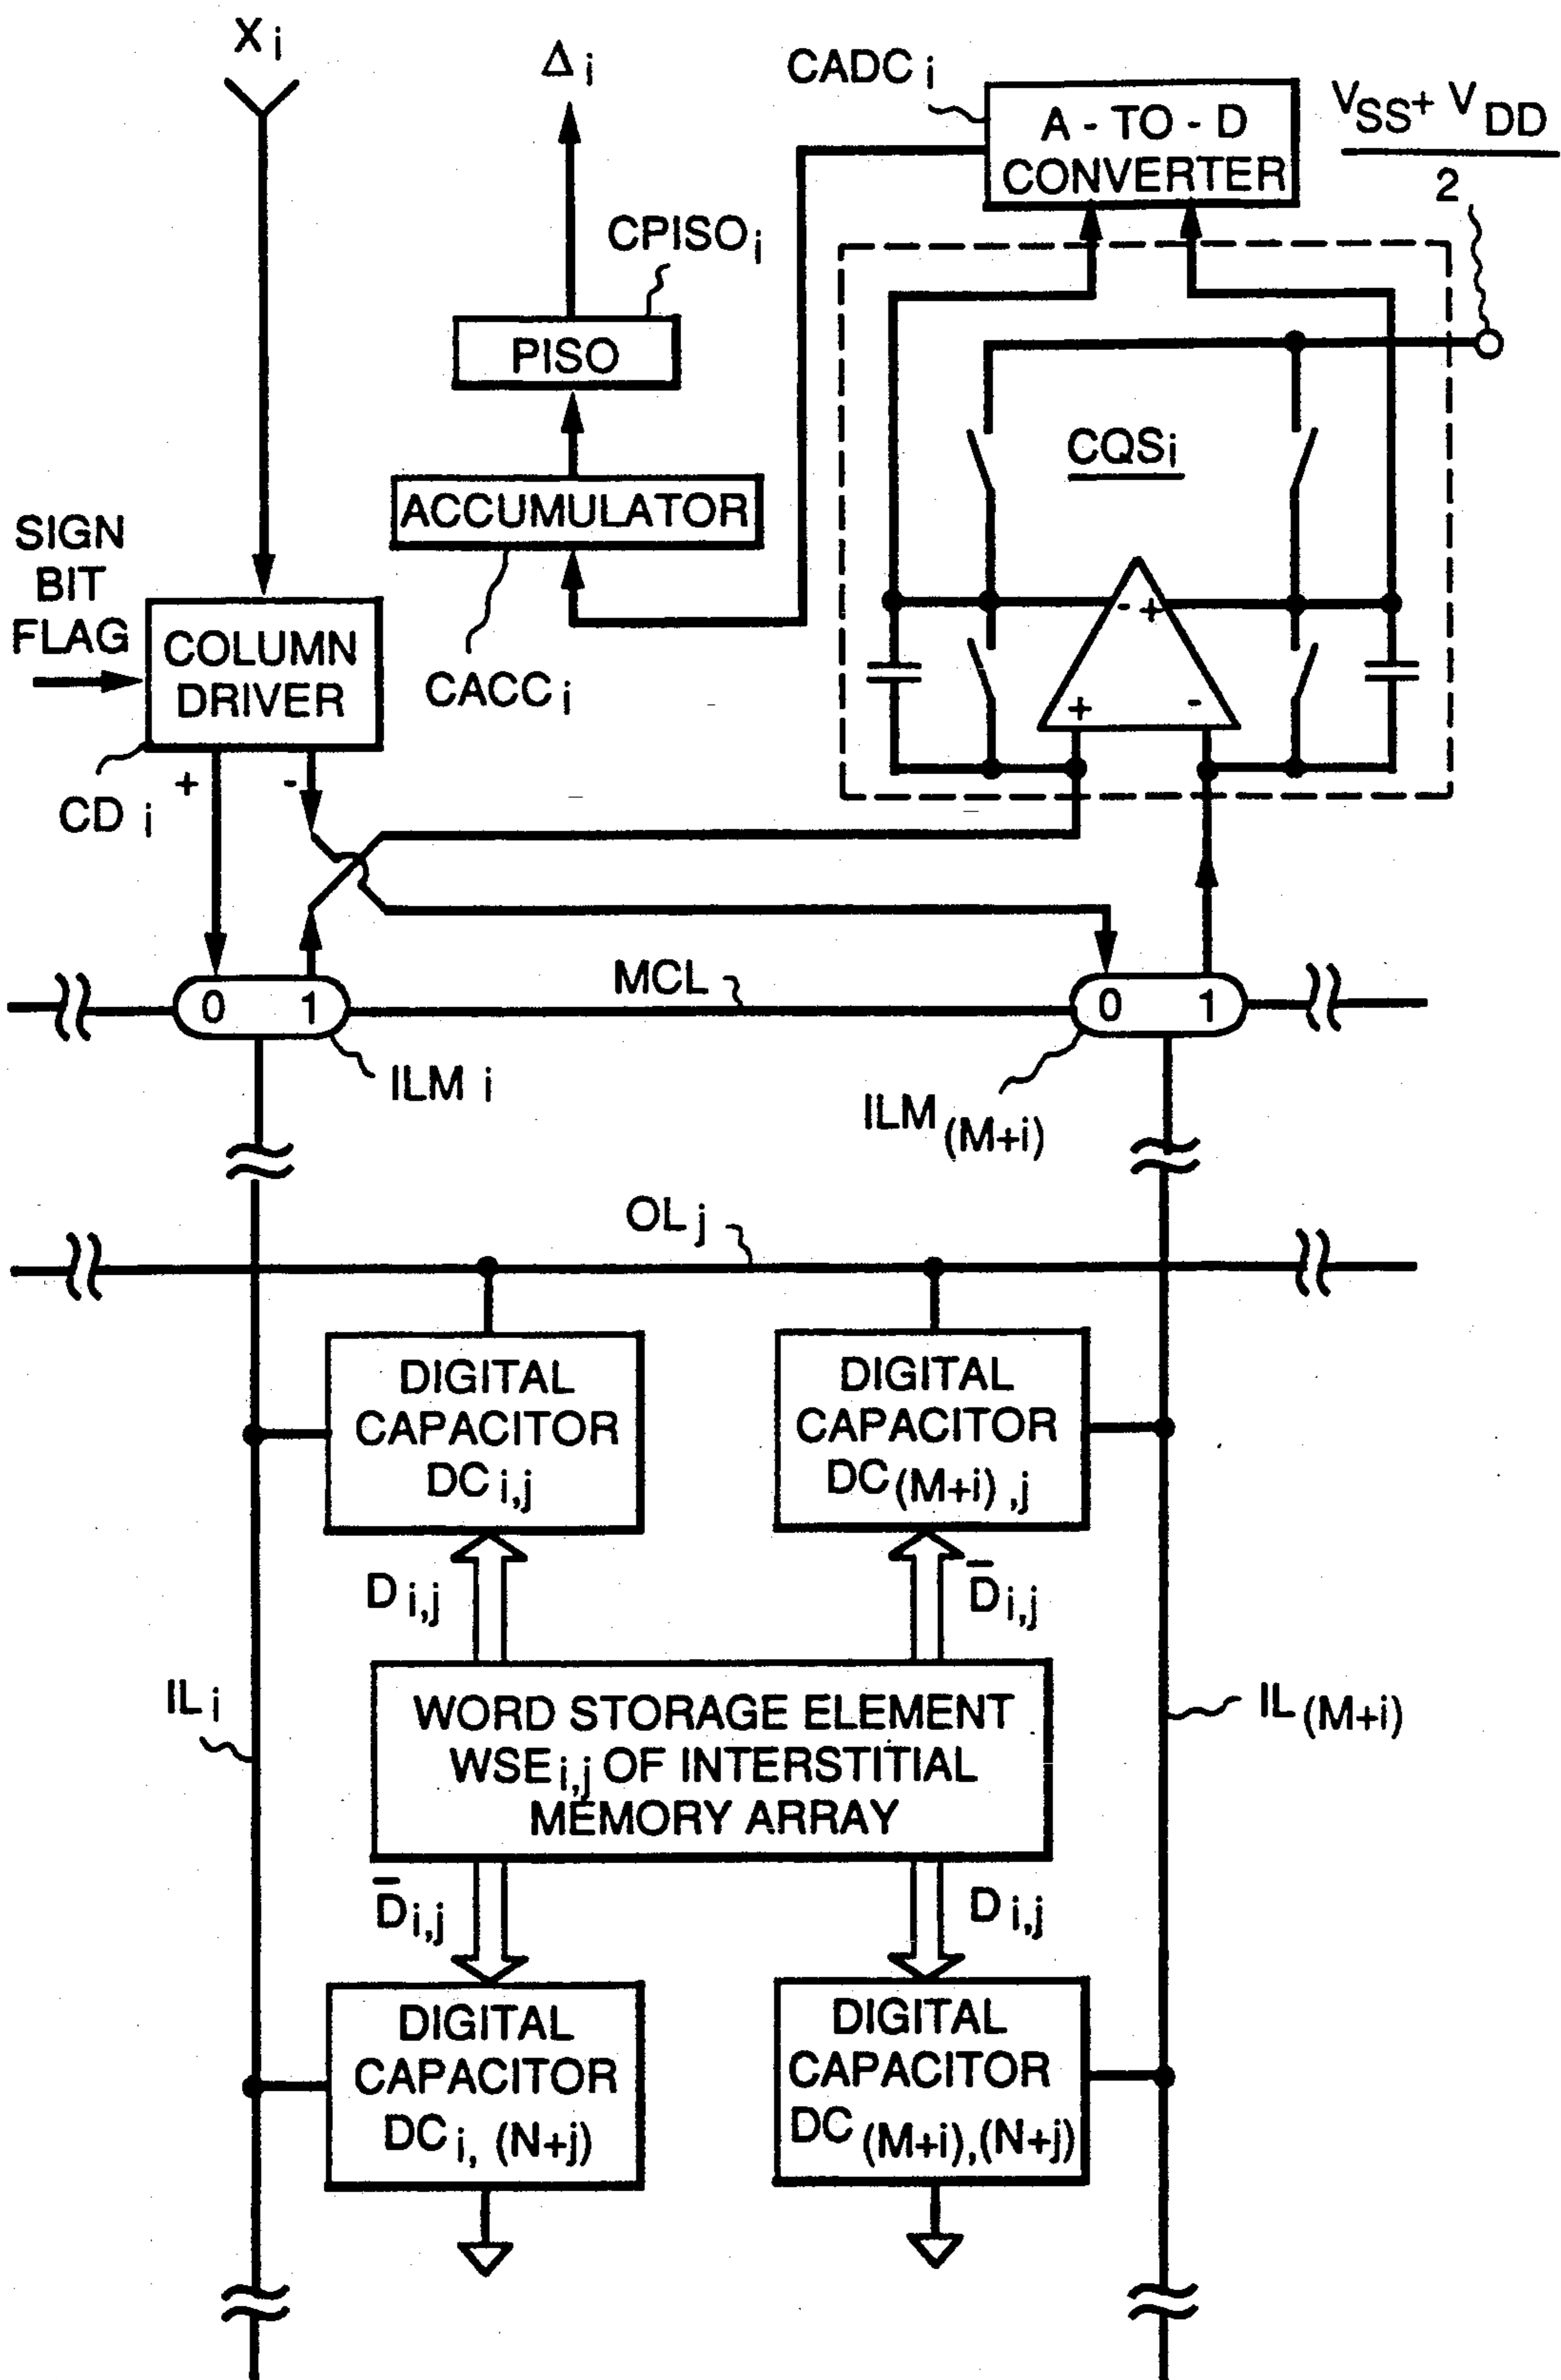 X i
Δ i
CADC i
A - TO - D
CONVERTER
VSS + VDD
2
CPISO i
PISO
CQS i
ACCUMULATOR
SIGN
BIT
FLAG
COLUMN
DRIVER
CACC i
- +
+ -
CD i
+ -
MCL
0 1
0 1
ILM i
ILM (M+i)
OL j
DIGITAL
CAPACITOR
DC i,j
DIGITAL
CAPACITOR
DC (M+i) ,j
D i,j
D̄ i,j
IL i
WORD STORAGE ELEMENT
WSE i,j OF INTERSTITIAL
MEMORY ARRAY
IL (M+i)
D̄ i,j
D i,j
DIGITAL
CAPACITOR
DC i, (N+j)
DIGITAL
CAPACITOR
DC (M+i),(N+j)